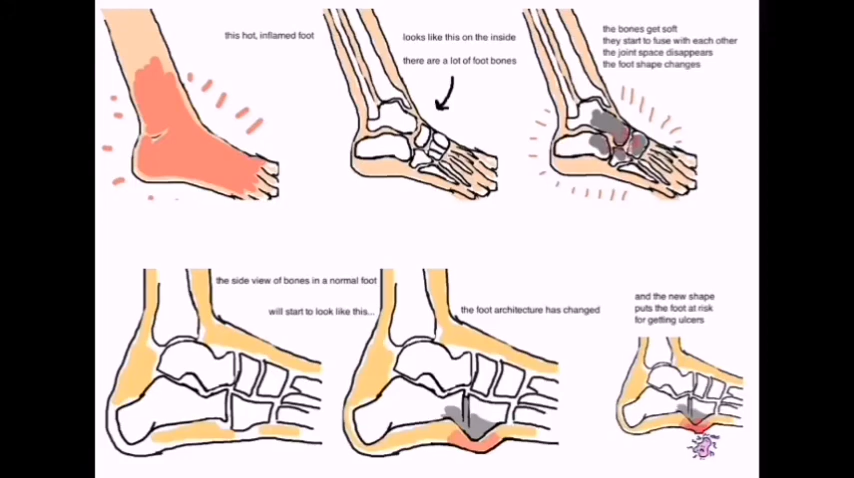 this hot, inflamed foot
looks like this on the inside
there are a lot of foot bones
the bones get soft
they start to fuse with each other
the joint space disappears
the foot shape changes
the side view of bones in a normal foot
will start to look like this...
the foot architecture has changed
and the new shape
puts the foot at risk
for getting ulcers